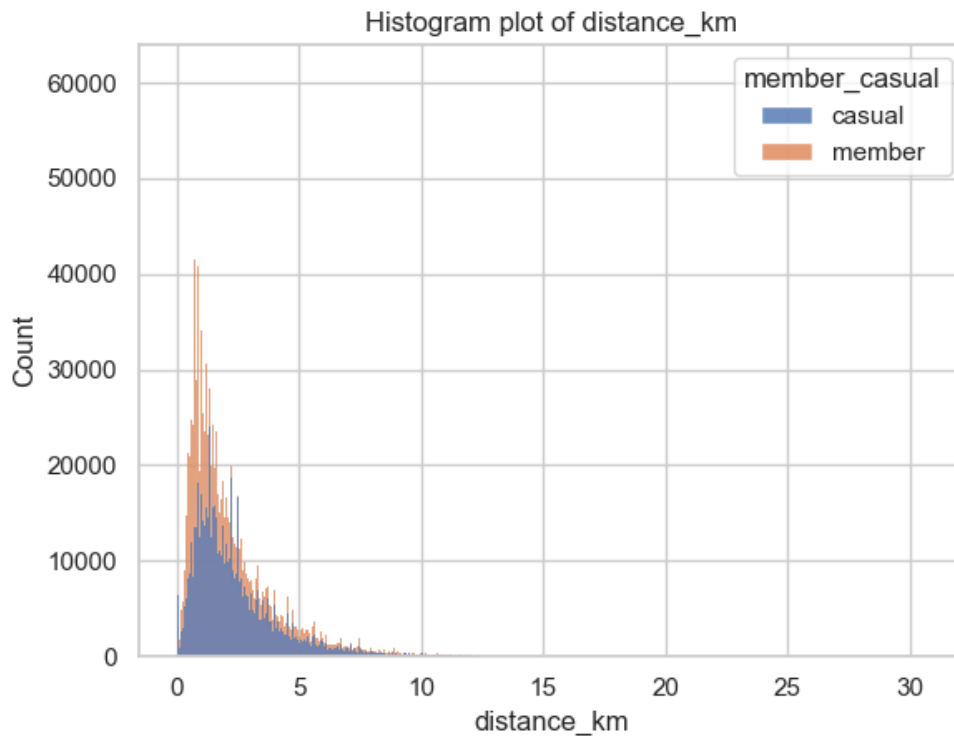 Histogram plot of distance_km
member_casual
casual
member
60000
50000
40000
30000
20000
10000
0
Count
0 5 10 15 20 25 30
distance_km